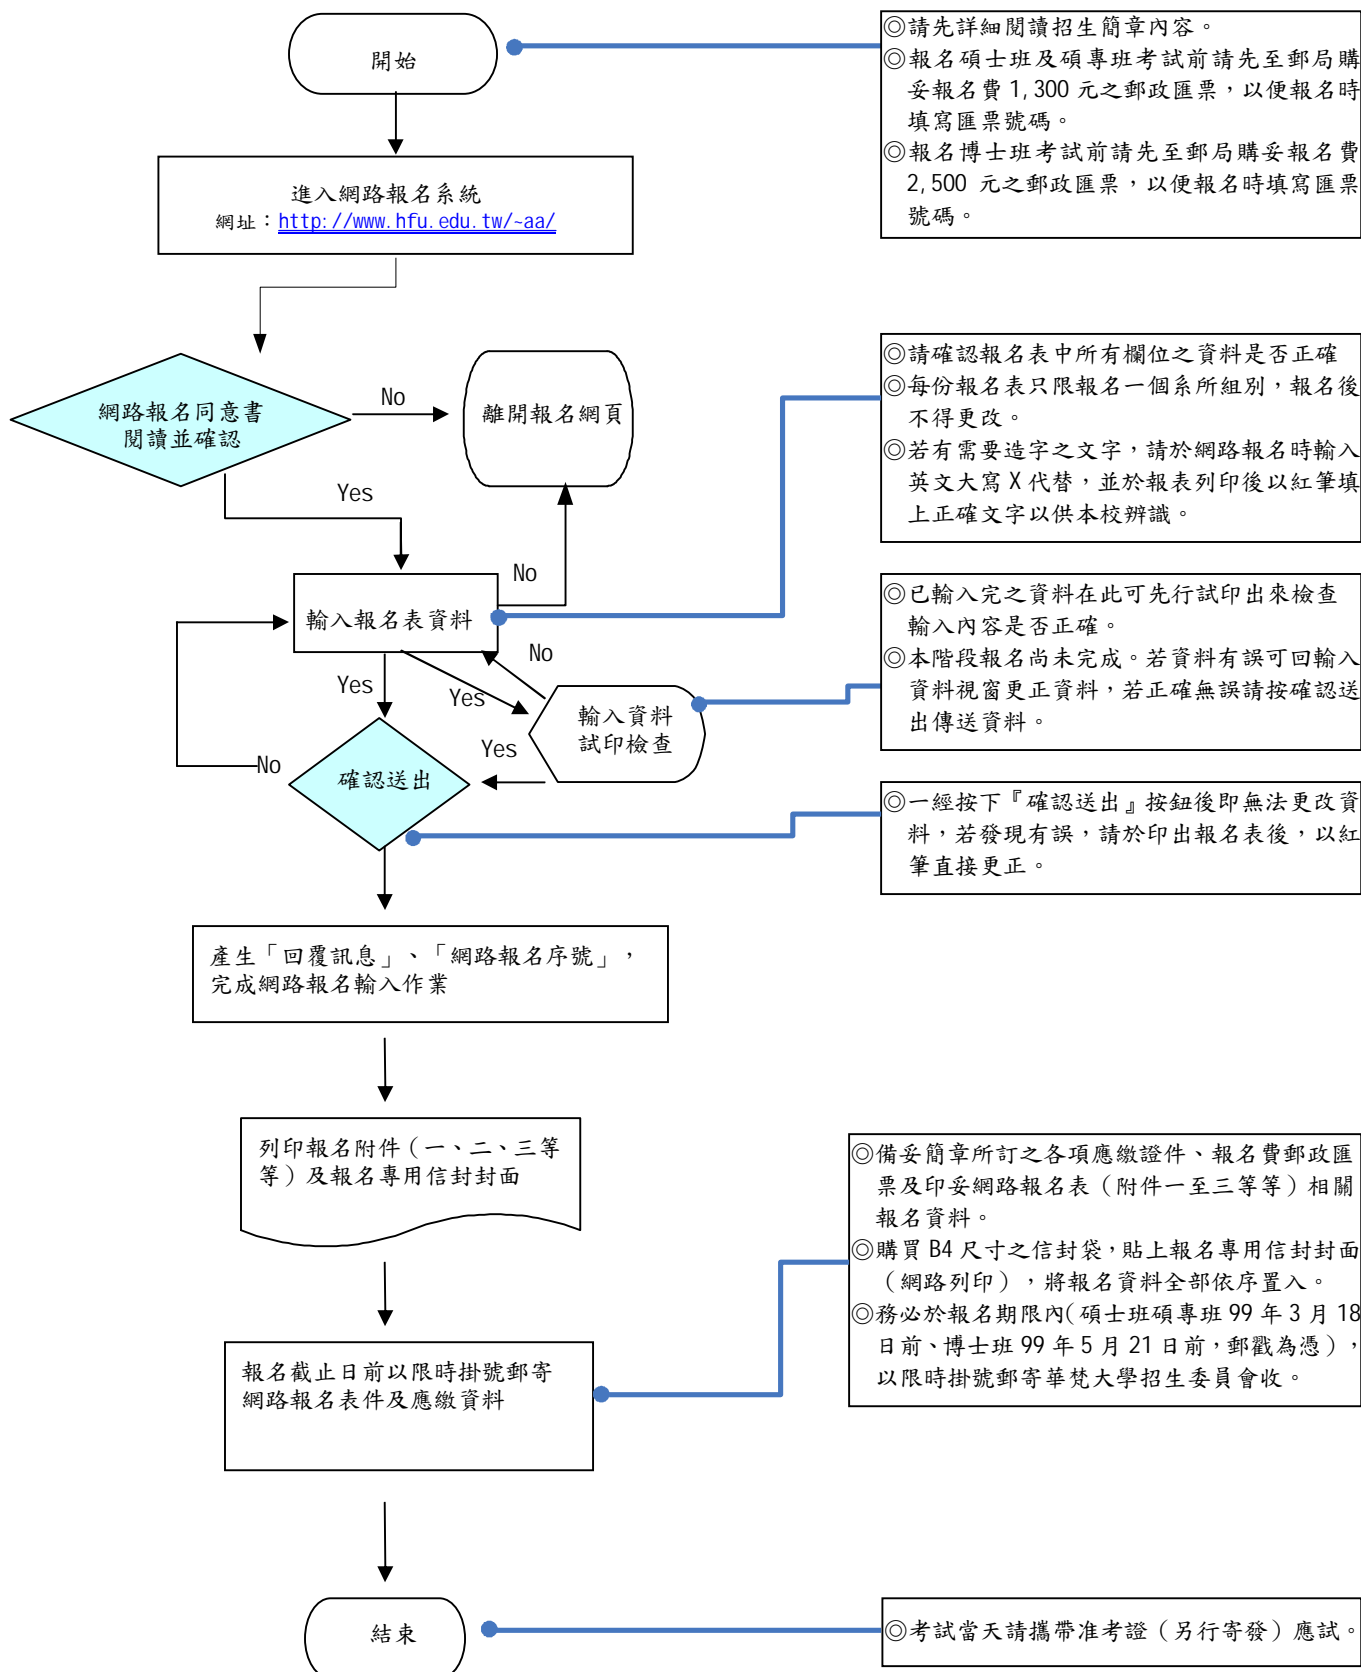 開始
◎請先詳細閱讀招生簡章內容。
◎報名碩士班及碩專班考試前請先至郵局購
妥報名費 1,300 元之郵政匯票，以便報名時
填寫匯票號碼。
◎報名博士班考試前請先至郵局購妥報名費
2,500 元之郵政匯票，以便報名時填寫匯票
號碼。
進入網路報名系統
網址：http://www.hfu.edu.tw/~aa/
網路報名同意書
閱讀並確認
No
離開報名網頁
Yes
◎請確認報名表中所有欄位之資料是否正確
◎每份報名表只限報名一個系所組別，報名後
不得更改。
◎若有需要造字之文字，請於網路報名時輸入
英文大寫 X 代替，並於報表列印後以紅筆填
上正確文字以供本校辨識。
No
輸入報名表資料
◎已輸入完之資料在此可先行試印出來檢查
輸入內容是否正確。
◎本階段報名尚未完成。若資料有誤可回輸入
資料視窗更正資料，若正確無誤請按確認送
出傳送資料。
No
Yes
Yes
輸入資料
試印檢查
Yes
No
確認送出
◎一經按下『確認送出』按鈕後即無法更改資
料，若發現有誤，請於印出報名表後，以紅
筆直接更正。
產生「回覆訊息」、「網路報名序號」，
完成網路報名輸入作業
列印報名附件（一、二、三等
等）及報名專用信封封面
◎備妥簡章所訂之各項應繳證件、報名費郵政匯
票及印妥網路報名表（附件一至三等等）相關
報名資料。
◎購買 B4 尺寸之信封袋，貼上報名專用信封封面
（網路列印），將報名資料全部依序置入。
◎務必於報名期限內（碩士班碩專班 99 年 3 月 18
日前、博士班 99 年 5 月 21 日前，郵戳為憑），
以限時掛號郵寄華梵大學招生委員會收。
報名截止日前以限時掛號郵寄
網路報名表件及應繳資料
結束
◎考試當天請攜帶准考證（另行寄發）應試。